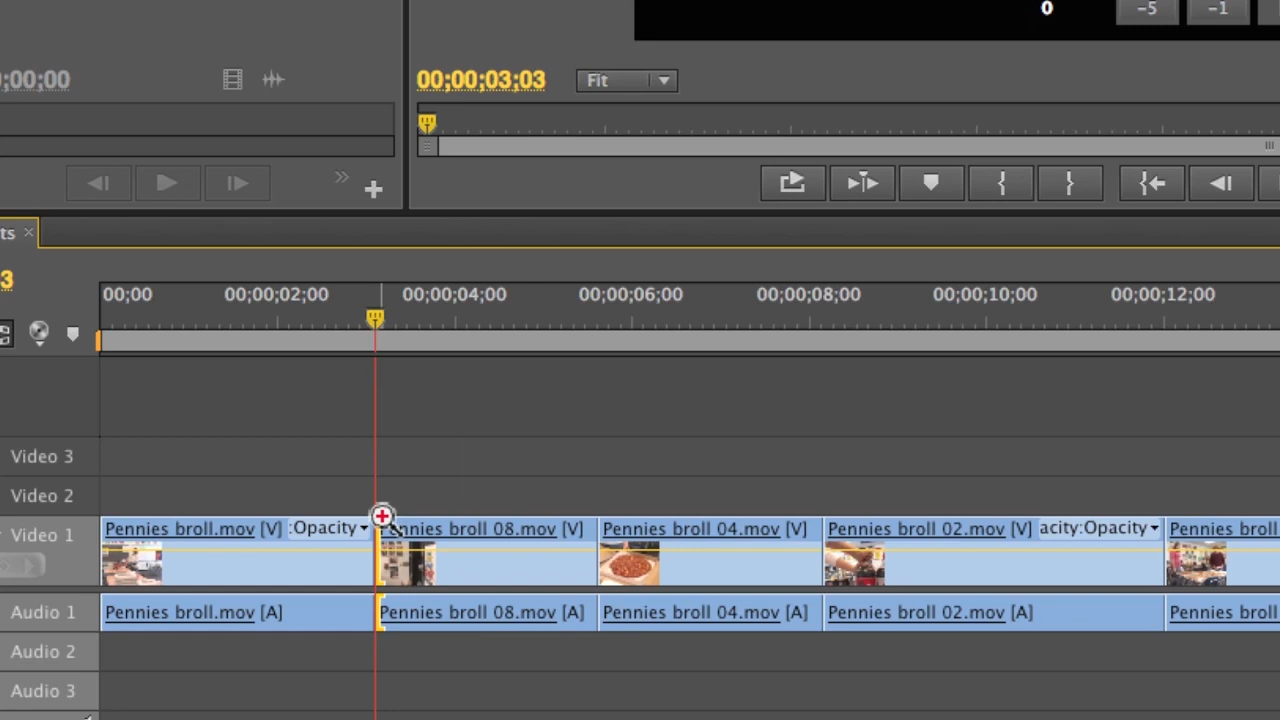 0 -5 -1
;00;00 00;00;03;03 Fit
ts ×
3
00;00 00;00;02;00 00;00;04;00 00;00;06;00 00;00;08;00 00;00;10;00 00;00;12;00
Video 3
Video 2
Video 1 Pennies broll.mov [V] :Opacity Pennies broll 08.mov [V] Pennies broll 04.mov [V] Pennies broll 02.mov [V] acity:Opacity Pennies broll
Audio 1 Pennies broll.mov [A] Pennies broll 08.mov [A] Pennies broll 04.mov [A] Pennies broll 02.mov [A] Pennies broll
Audio 2
Audio 3